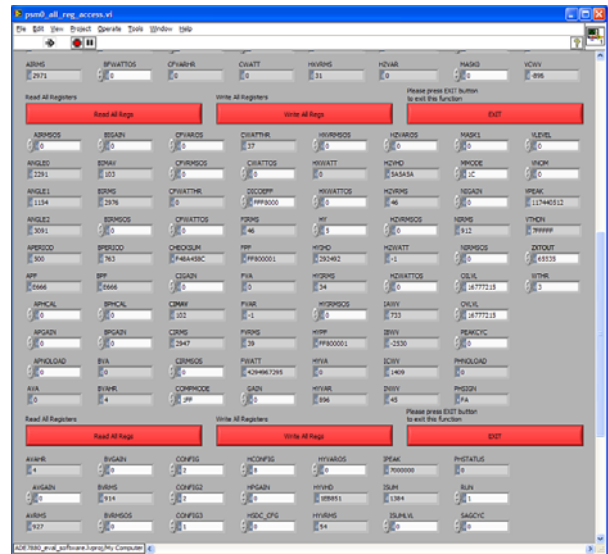 psm0_all_reg_access.vi
File Edit View Project Operate Tools Window Help
AIRMS BFWATTOS CFVARHR CWATT HXVRMS HZVAR MASK0 VCWV
2971 0 0 0 31 0 0 -896
Please press EXIT button
Read All Registers Write All Registers to exit this function
Read All Regs Write All Regs EXIT
AIRMSOS BIGAIN CFVAROS CWATTHR HXVRMSOS HZVAROS MASK1 VLEVEL
0 0 0 37 0 0 0 0
ANGLE0 BIMAV CFVRMSOS CWATTOS HXWATT HZVHD MMODE VNOM
2291 103 0 0 0 5A5A5A 1C 0
ANGLE1 BIRMS CFWATTHR DICOEFF HXWATTOS HZVRMS NIGAIN VPEAK
1154 2976 0 FFF8000 0 46 0 117440512
ANGLE2 BIRMSOS CFWATTOS FIRMS HY HZVRMSOS NIRMS VTHDN
3091 0 0 46 5 0 912 7FFFFF
APERIOD BPERIOD CHECKSUM FPF HYIHD HZWATT NIRMSOS ZXTOUT
500 763 F48A458C FF800001 292492 -1 0 65535
APF BPF CIGAIN FVA HYIRMS HZWATTOS OILVL WTHR
E666 E666 0 0 34 0 16777215 3
APHCAL BPHCAL CIMAV FVAR HYIRMSOS IAWV OVLVL
0 0 102 -1 0 733 16777215
APGAIN BPGAIN CIRMS FVRMS HYPF IBWV PEAKCYC
0 0 2947 39 FF800001 -2530 0
APNOLOAD BVA CIRMSOS FWATT HYVA ICWV PHNOLOAD
0 0 0 4294967295 0 1409 0
AVA BVAHR COMPMODE GAIN HYVAR INWV PHSIGN
0 4 1FF 0 896 45 FA
Please press EXIT button
Read All Registers Write All Registers to exit this function
Read All Regs Write All Regs EXIT
AVAHR BVGAIN CONFIG HCONFIG HYVAROS IPEAK PHSTATUS
4 0 2 8 0 7000000 0
AVGAIN BVRMS CONFIG2 HPGAIN HYVHD ISUM RUN
0 914 2 0 1EB851 1384 1
AVRMS BVRMSOS CONFIG3 HSDC_CFG HYVRMS ISUMLVL SAGCYC
927 0 1 0 54 0 0
ADE7880_eval_software.lvproj/My Computer